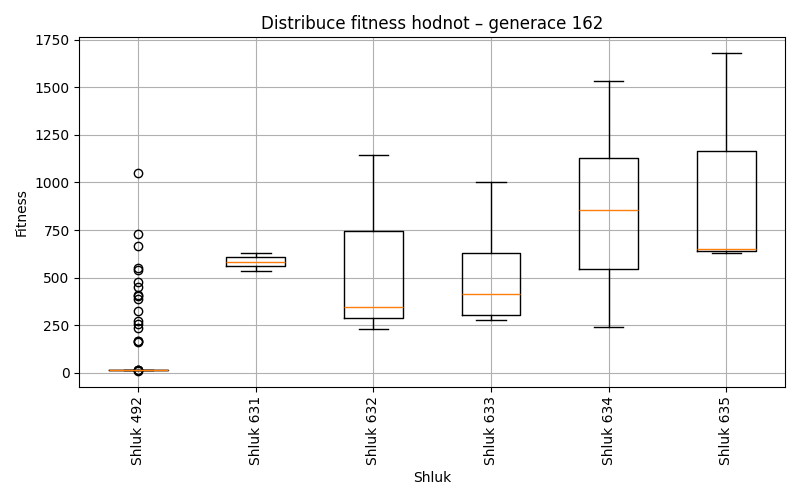 Distribuce fitness hodnot – generace 162
Fitness
1750
1500
1250
1000
750
500
250
0
Shluk 492
Shluk 631
Shluk 632
Shluk 633
Shluk 634
Shluk 635
Shluk